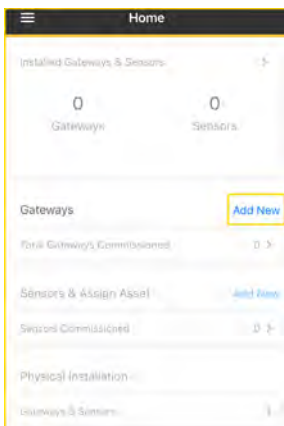 Home
Installed Gateways & Sensors
0 0
Gateways Sensors
Gateways Add New
Total Gateways Commissioned 0
Sensors & Assign Asset Add New
Sensors Commissioned 0
Physical Installation
Gateways & Sensors